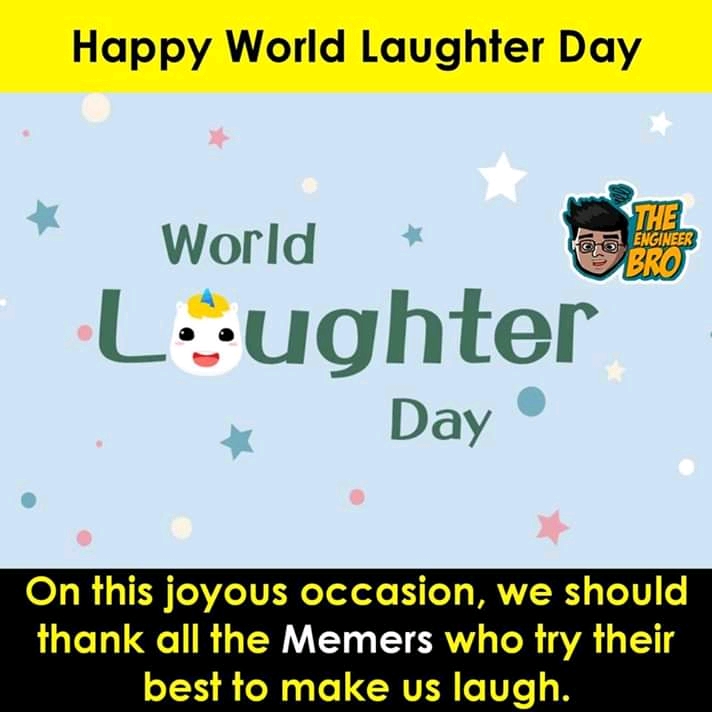 Happy World Laughter Day
World
THE
ENGINEER
BRO
Lughter
Day
On this joyous occasion, we should
thank all the Memers who try their
best to make us laugh.